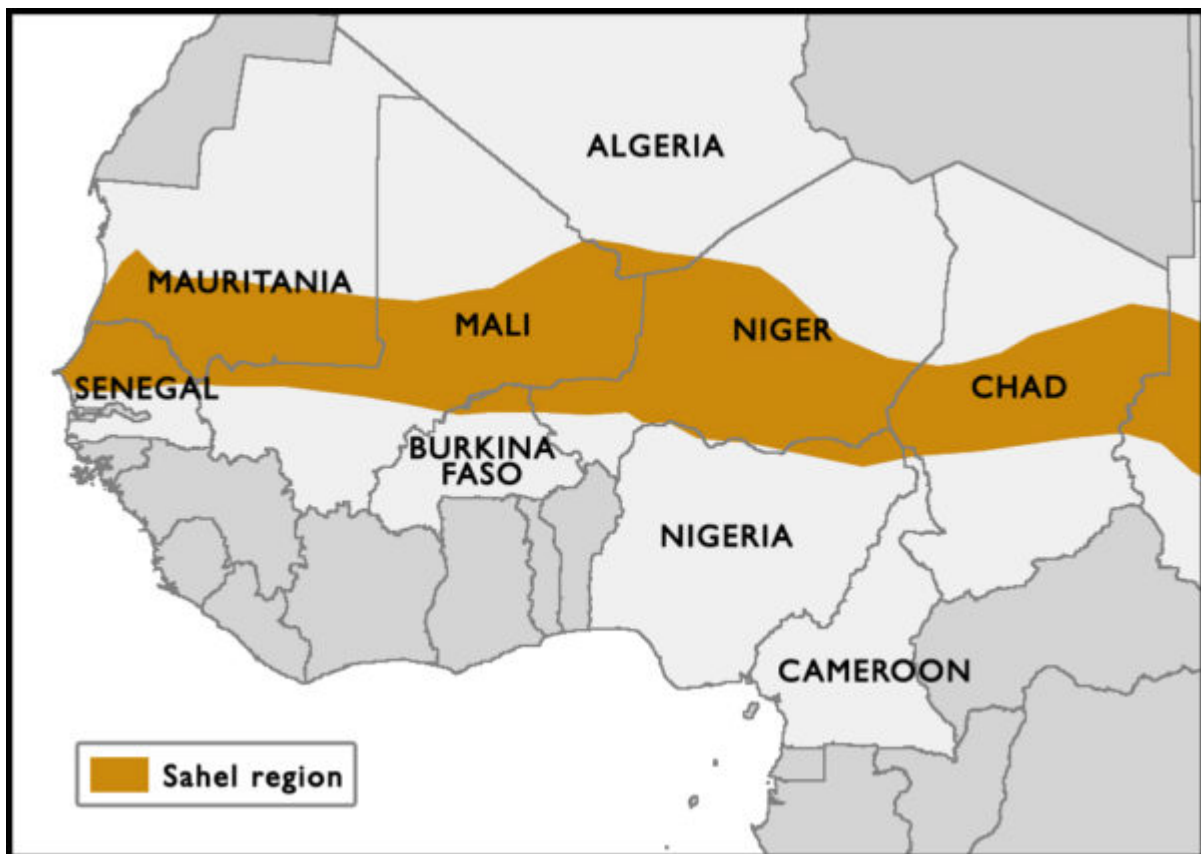 ALGERIA
MAURITANIA
MALI
NIGER
SENEGAL
CHAD
BURKINA
FASO
NIGERIA
CAMEROON
Sahel region